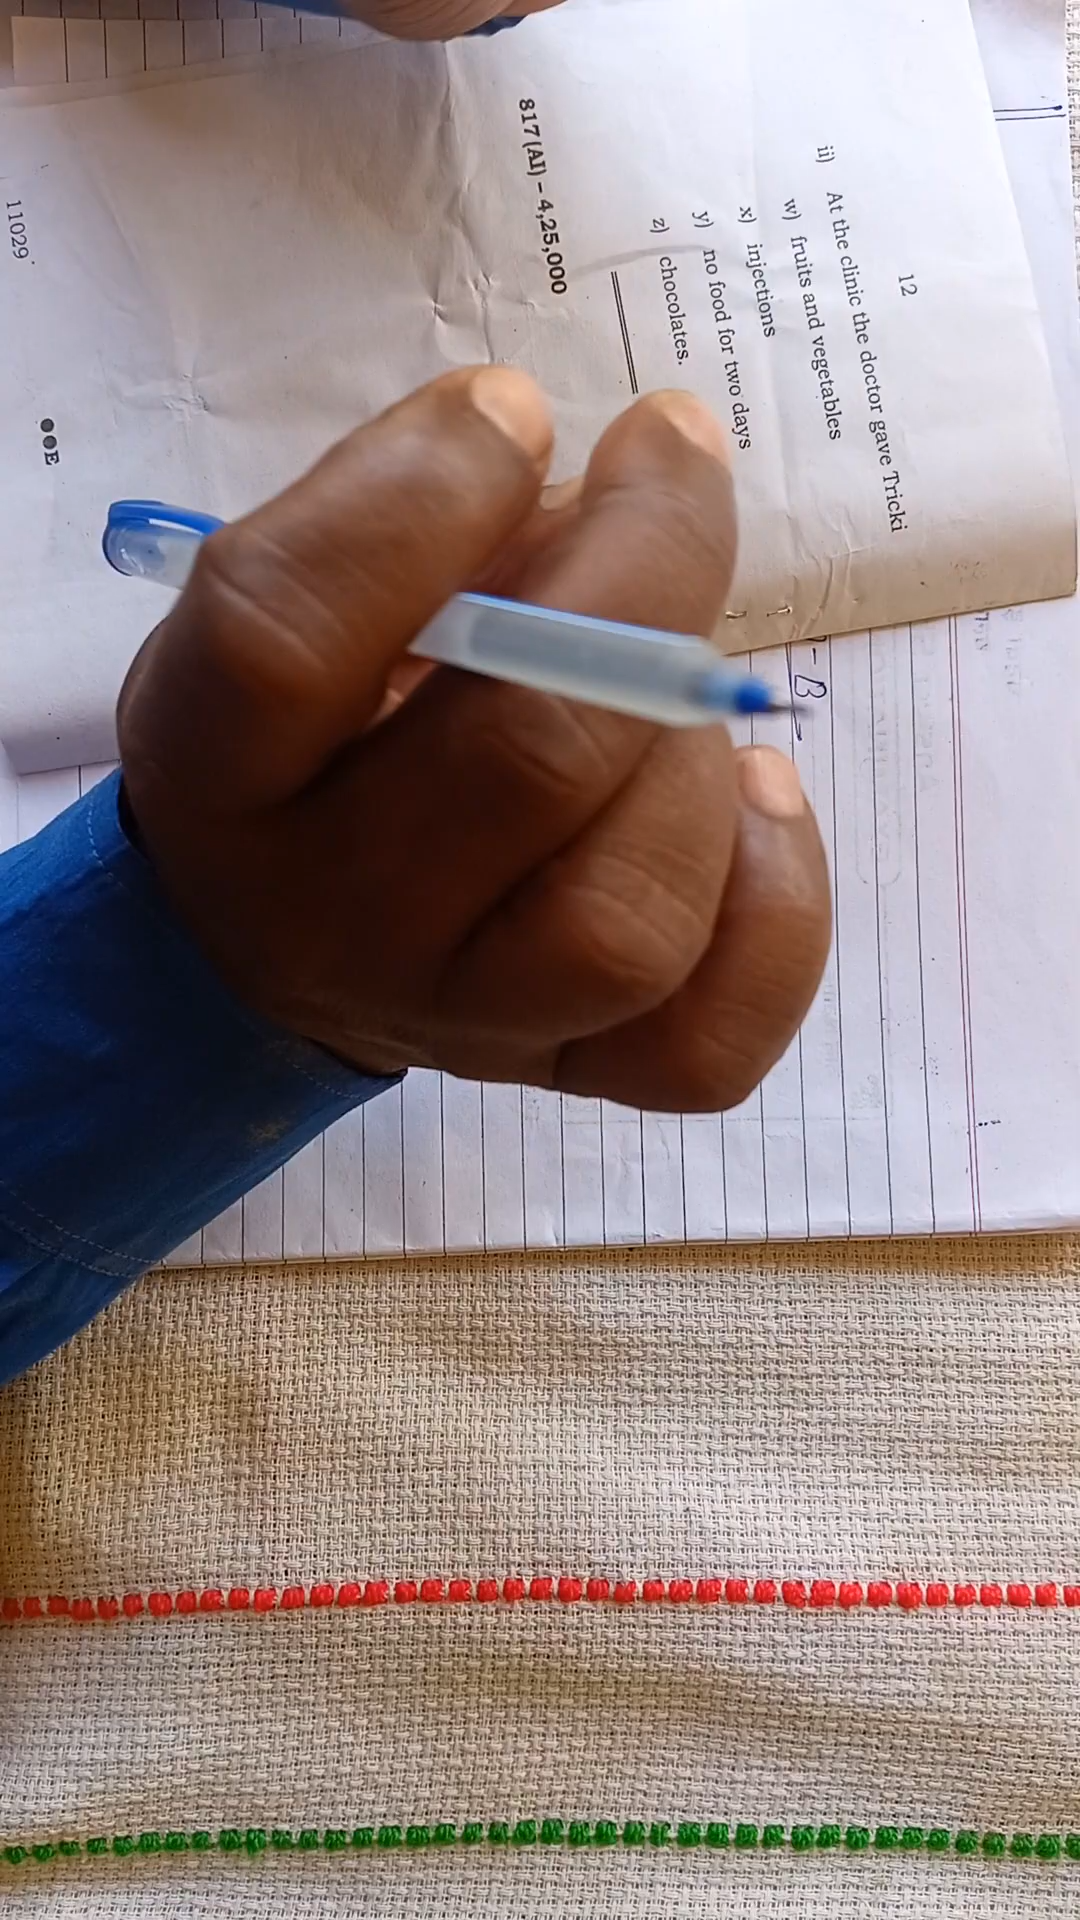 12
ii) At the clinic the doctor gave Tricki
w) fruits and vegetables
x) injections
y) no food for two days
z) chocolates.
817 (AI) – 4,25,000
11029
●●E
- B